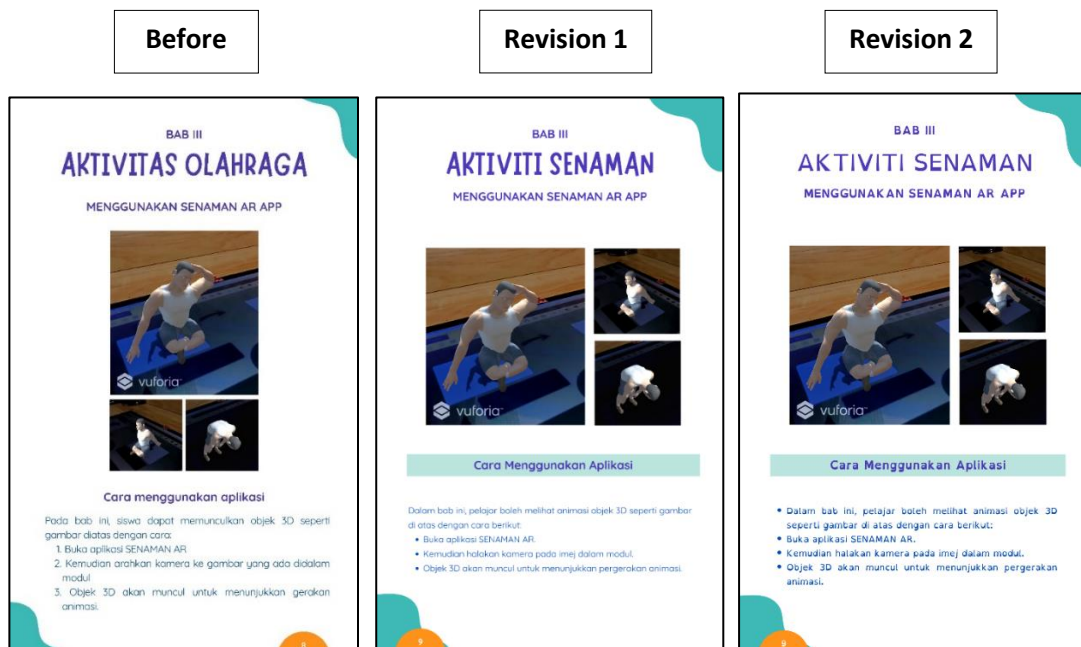 Before
Revision 1
Revision 2
BAB III
AKTIVITAS OLAHRAGA
MENGGUNAKAN SENAMAN AR APP
vuforia
Cara menggunakan aplikasi
Pada bab ini, siswa dapat memunculkan objek 3D seperti
gambar diatas dengan cara:
1. Buka aplikasi SENAMAN AR
2. Kemudian arahkan kamera ke gambar yang ada didalam
modul
3. Objek 3D akan muncul untuk menunjukkan gerakan
animasi.
BAB III
AKTIVITI SENAMAN
MENGGUNAKAN SENAMAN AR APP
vuforia
Cara Menggunakan Aplikasi
Dalam bab ini, pelajar boleh melihat animasi objek 3D seperti gambar
di atas dengan cara berikut:
• Buka aplikasi SENAMAN AR.
• Kemudian halakan kamera pada imej dalam modul.
• Objek 3D akan muncul untuk menunjukkan pergerakan animasi.
9
BAB III
AKTIVITI SENAMAN
MENGGUNAKAN SENAMAN AR APP
vuforia
Cara Menggunakan Aplikasi
• Dalam bab ini, pelajar boleh melihat animasi objek 3D
seperti gambar di atas dengan cara berikut:
• Buka aplikasi SENAMAN AR.
• Kemudian halakan kamera pada imej dalam modul.
• Objek 3D akan muncul untuk menunjukkan pergerakan
animasi.
9